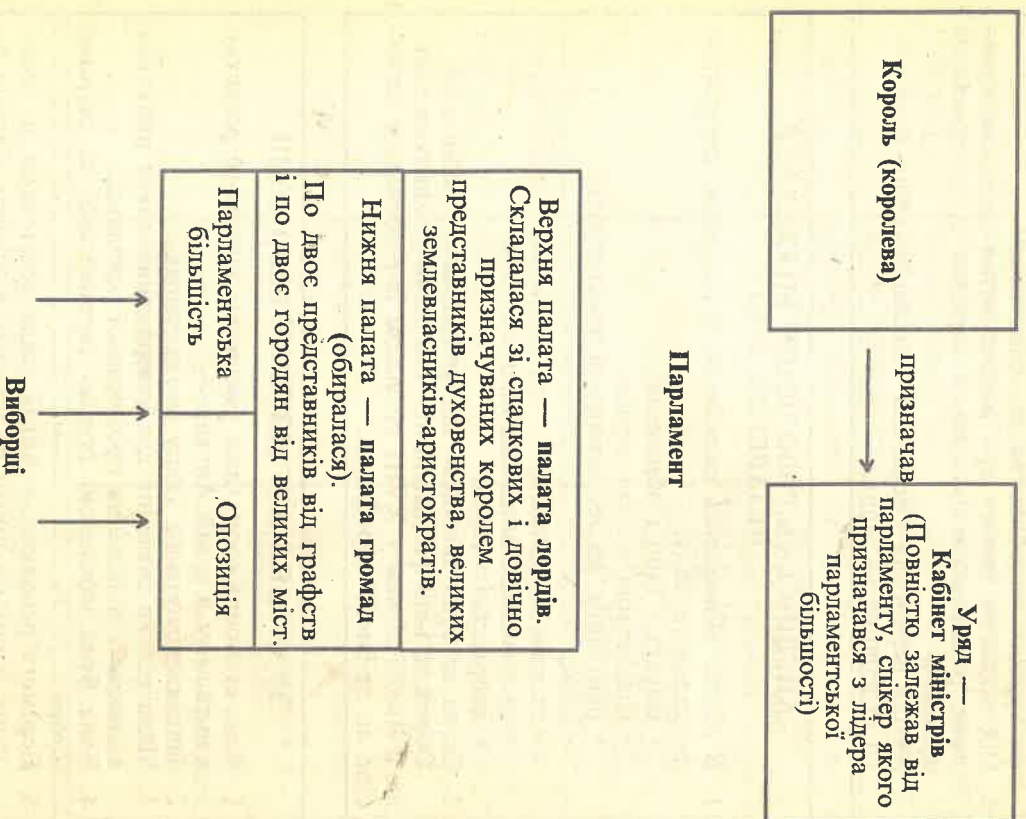 Король (королева)
призначав
Уряд —
Кабінет міністрів
(Повністю залежав від
парламенту, спікер якого
призначався з лідера
парламентської
більшості)
Парламент
Верхня палата — палата лордів.
Складалася зі спадкових і довічно
призначуваних королем
представників духовенства, великих
землевласників-аристократів.
Нижня палата — палата громад
(обиралася).
По двоє представників від графств
і по двоє городян від великих міст.
Парламентська
більшість
Опозиція
Виборці